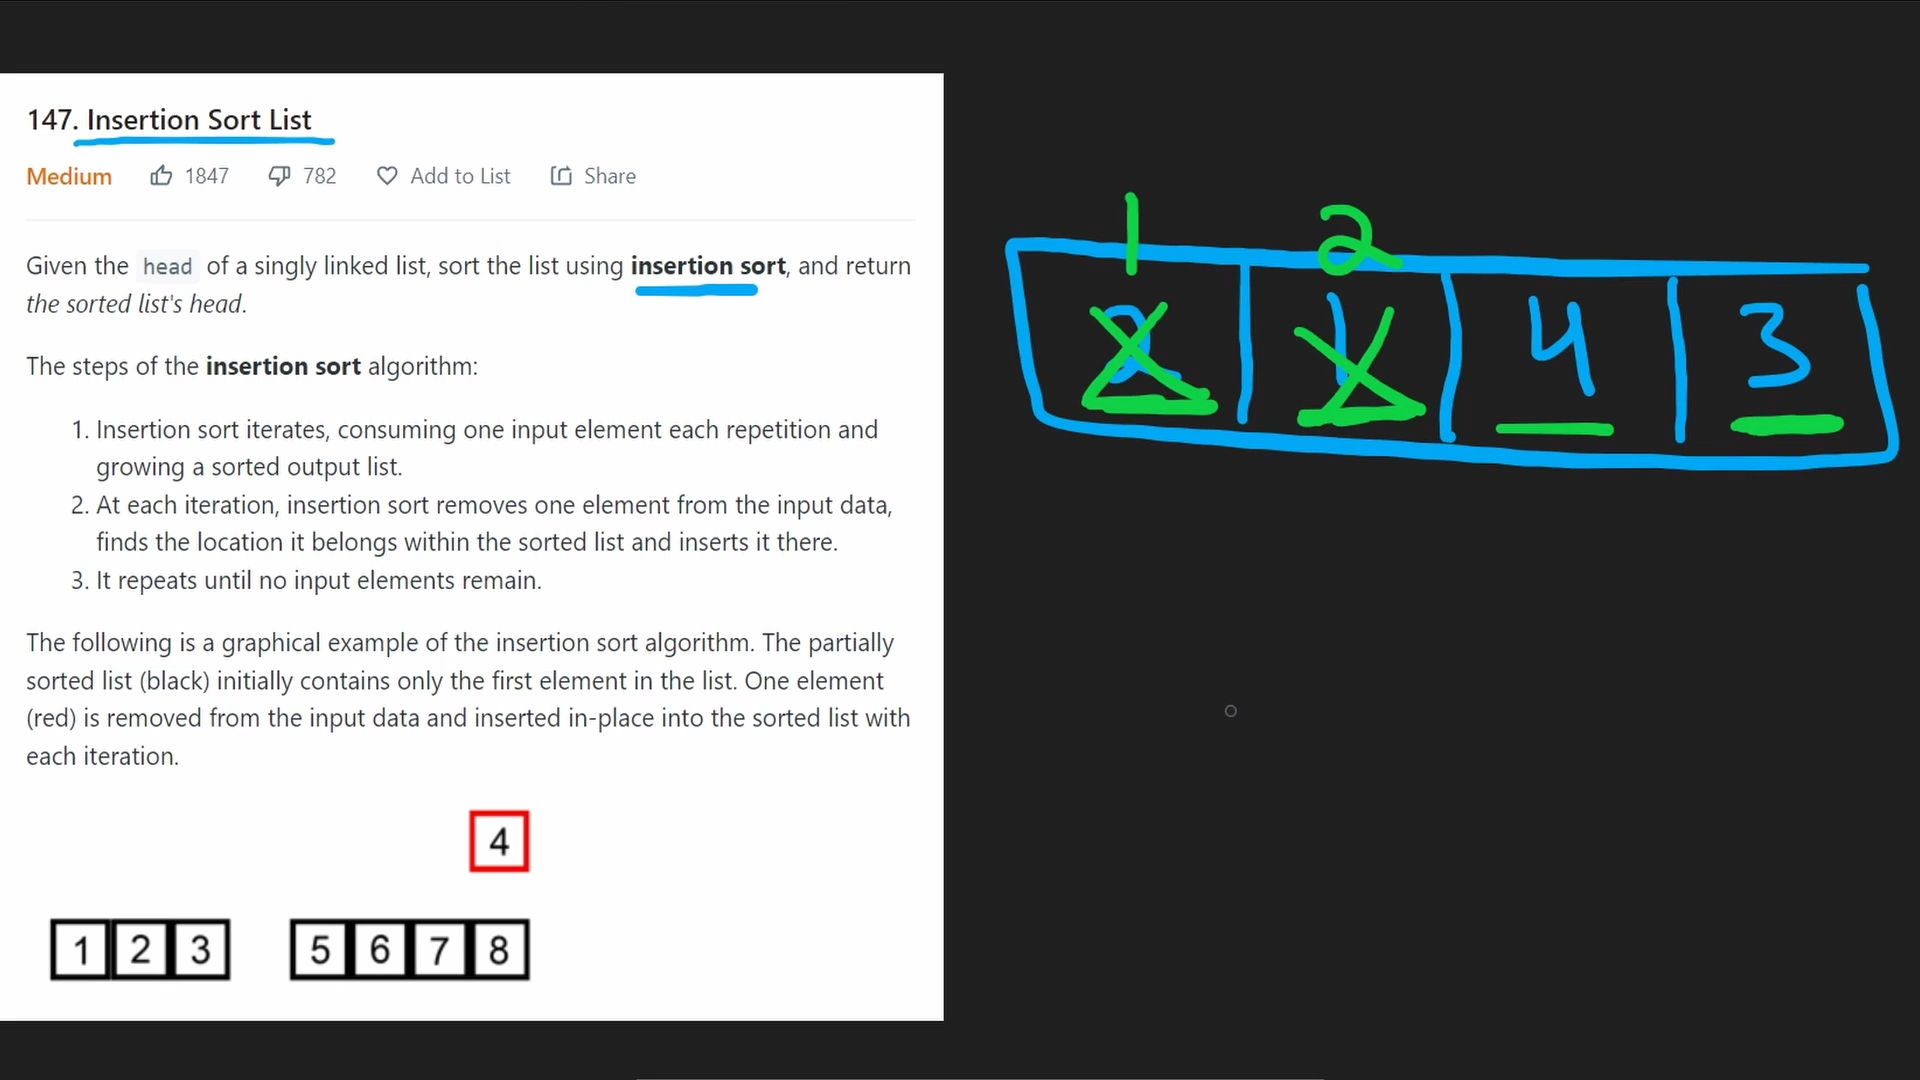 147. Insertion Sort List
Medium 1847 782 Add to List Share
Given the head of a singly linked list, sort the list using insertion sort, and return
the sorted list's head.
The steps of the insertion sort algorithm:
1. Insertion sort iterates, consuming one input element each repetition and
growing a sorted output list.
2. At each iteration, insertion sort removes one element from the input data,
finds the location it belongs within the sorted list and inserts it there.
3. It repeats until no input elements remain.
The following is a graphical example of the insertion sort algorithm. The partially
sorted list (black) initially contains only the first element in the list. One element
(red) is removed from the input data and inserted in-place into the sorted list with
each iteration.
4
1 2 3 5 6 7 8
1 2
2 1 4 3